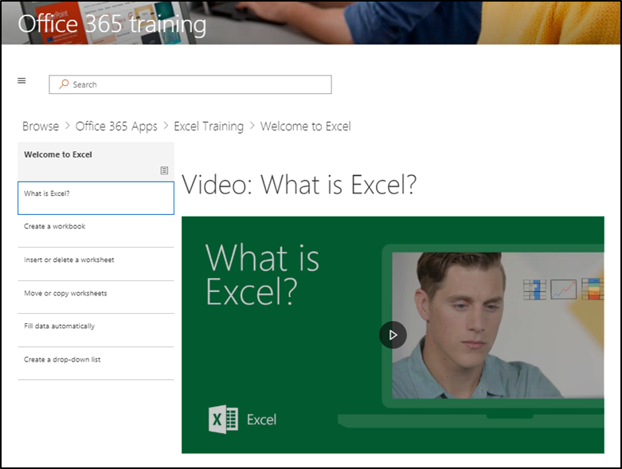 Office 365 training
Search
Browse > Office 365 Apps > Excel Training > Welcome to Excel
Welcome to Excel
What is Excel?
Create a workbook
Insert or delete a worksheet
Move or copy worksheets
Fill data automatically
Create a drop-down list
Video: What is Excel?
What is
Excel?
Excel